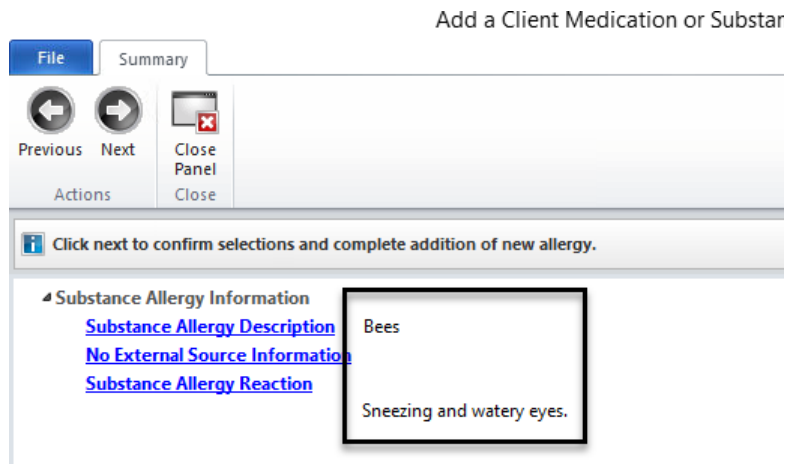 Add a Client Medication or Substar
File Summary
Previous Next Close Panel
Actions Close
Click next to confirm selections and complete addition of new allergy.
Substance Allergy Information
Substance Allergy Description Bees
No External Source Information
Substance Allergy Reaction
Sneezing and watery eyes.